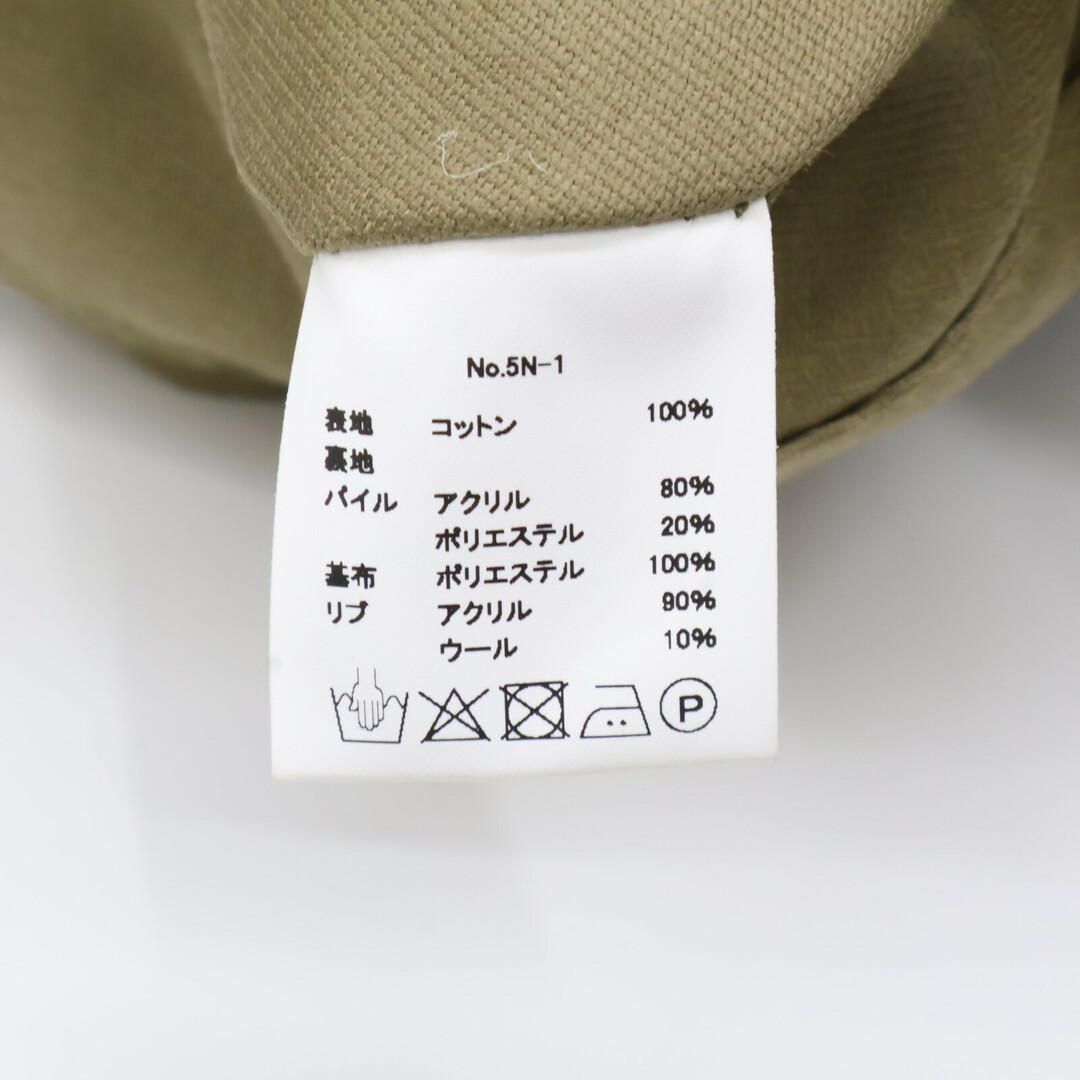 No.5N-1
表地 コットン 100%
裏地
パイル アクリル 80%
ポリエステル 20%
基布 ポリエステル 100%
リブ アクリル 90%
ウール 10%
P